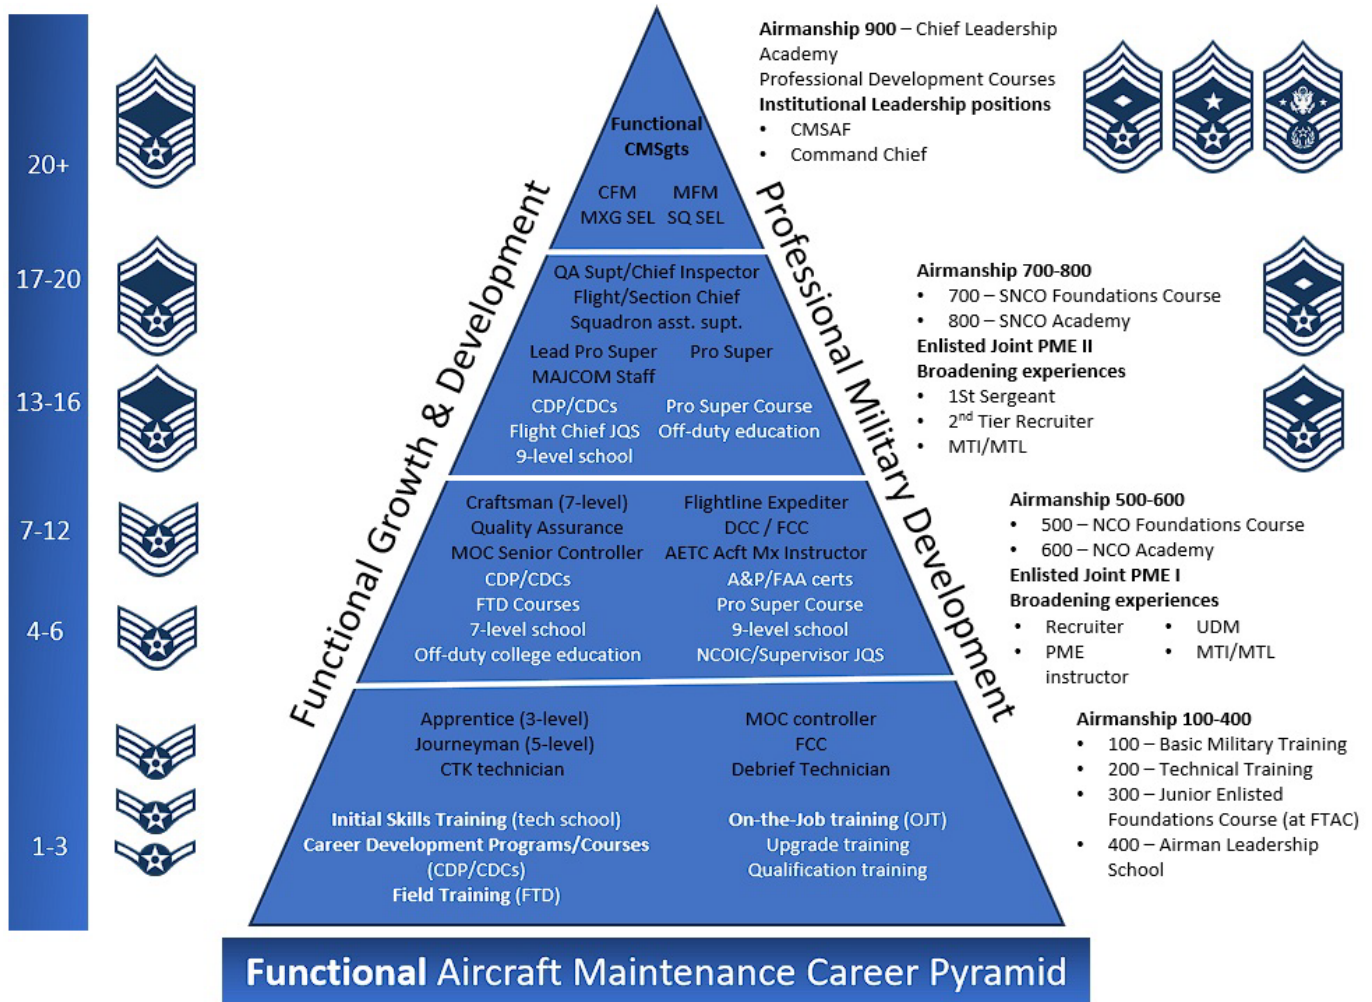 20+
17-20
13-16
7-12
4-6
1-3
Functional Growth & Development
Functional
CMSgts
CFM MFM
MXG SEL SQ SEL
QA Supt/Chief Inspector
Flight/Section Chief
Squadron asst. supt.
Lead Pro Super Pro Super
MAJCOM Staff
CDP/CDCs Pro Super Course
Flight Chief JQS Off-duty education
9-level school
Craftsman (7-level) Flightline Expediter
Quality Assurance DCC / FCC
MOC Senior Controller AETC Acft Mx Instructor
CDP/CDCs A&P/FAA certs
FTD Courses Pro Super Course
7-level school 9-level school
Off-duty college education NCOIC/Supervisor JQS
Apprentice (3-level) MOC controller
Journeyman (5-level) FCC
CTK technician Debrief Technician
Initial Skills Training (tech school) On-the-Job training (OJT)
Career Development Programs/Courses Upgrade training
(CDP/CDCs) Qualification training
Field Training (FTD)
Professional Military Development
Airmanship 900 – Chief Leadership
Academy
Professional Development Courses
Institutional Leadership positions
• CMSAF
• Command Chief
Airmanship 700-800
• 700 – SNCO Foundations Course
• 800 – SNCO Academy
Enlisted Joint PME II
Broadening experiences
• 1St Sergeant
• 2nd Tier Recruiter
• MTI/MTL
Airmanship 500-600
• 500 – NCO Foundations Course
• 600 – NCO Academy
Enlisted Joint PME I
Broadening experiences
• Recruiter • UDM
• PME • MTI/MTL
instructor
Airmanship 100-400
• 100 – Basic Military Training
• 200 – Technical Training
• 300 – Junior Enlisted
Foundations Course (at FTAC)
• 400 – Airman Leadership
School
Functional Aircraft Maintenance Career Pyramid